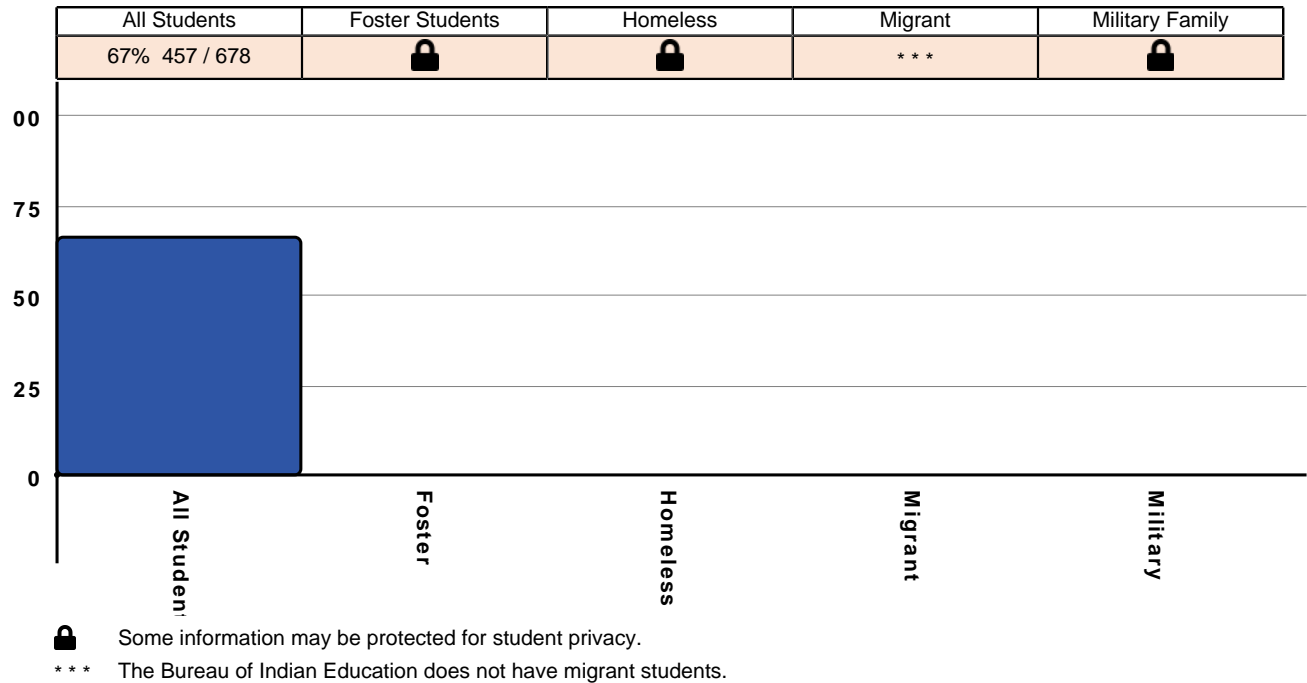 All Students Foster Students Homeless Migrant Military Family
67% 457 / 678 * * *
00
75
50
25
0
All Studen
Foster
Homeless
Migrant
Military
Some information may be protected for student privacy.
* * * The Bureau of Indian Education does not have migrant students.